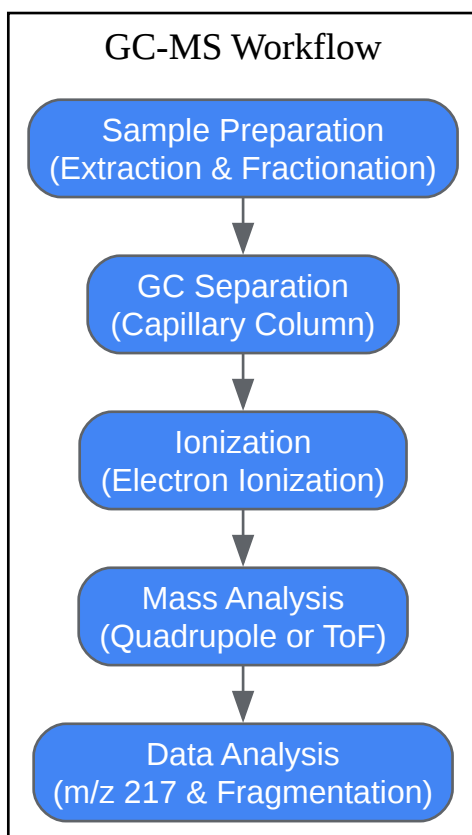 GC-MS Workflow
Sample Preparation
(Extraction & Fractionation)
GC Separation
(Capillary Column)
Ionization
(Electron Ionization)
Mass Analysis
(Quadrupole or ToF)
Data Analysis
(m/z 217 & Fragmentation)